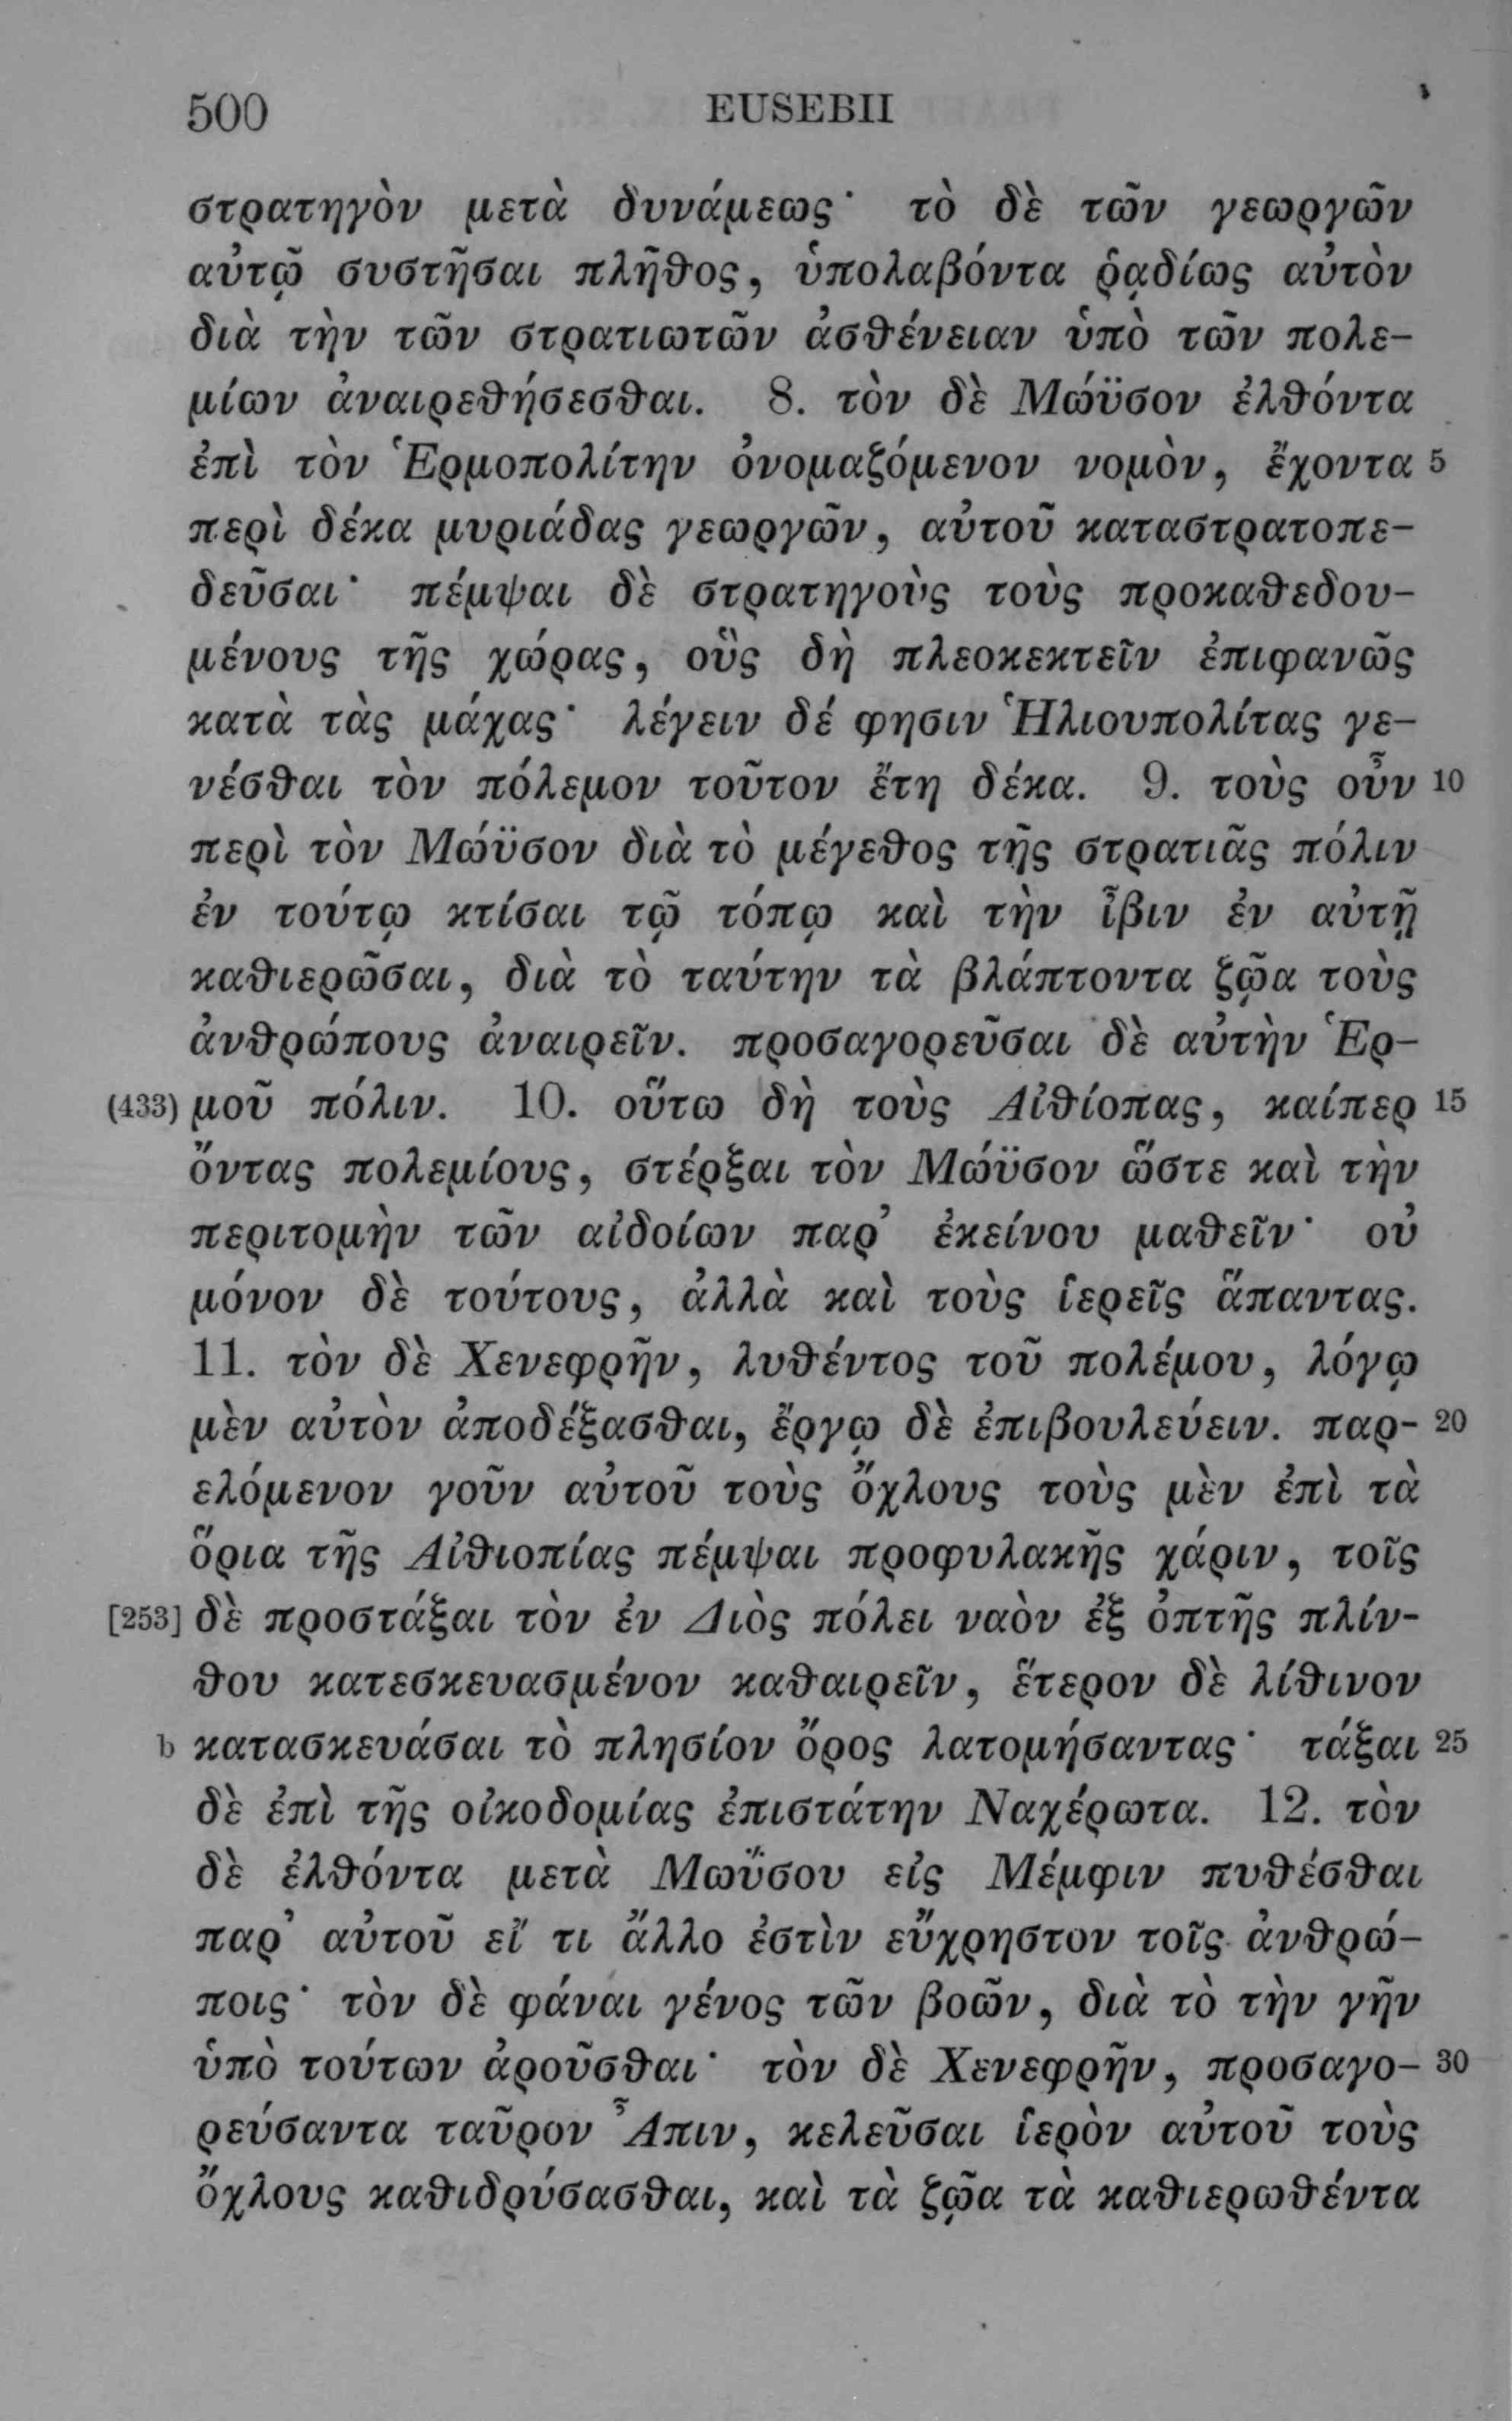 500 EUSEBII
στρατηγὸν μετὰ δυνάμεως· τὸ δὲ τῶν γεωργῶν
αὐτῷ συστῆσαι πλῆθος, ὑπολαβόντα ῥᾳδίως αὐτὸν
διὰ τὴν τῶν στρατιωτῶν ἀσθένειαν ὑπὸ τῶν πολε-
μίων ἀναιρεθήσεσθαι. 8. τὸν δὲ Μώϋσον ἐλθόντα
ἐπὶ τὸν Ἑρμοπολίτην ὀνομαζόμενον νομὸν, ἔχοντα 5
περὶ δέκα μυριάδας γεωργῶν, αὐτοῦ καταστρατοπε-
δεῦσαι· πέμψαι δὲ στρατηγοὺς τοὺς προκαθεδου-
μένους τῆς χώρας, οὓς δὴ πλεοκεκτεῖν ἐπιφανῶς
κατὰ τὰς μάχας· λέγειν δέ φησιν Ἡλιουπολίτας γε-
νέσθαι τὸν πόλεμον τοῦτον ἔτη δέκα. 9. τοὺς οὖν 10
περὶ τὸν Μώϋσον διὰ τὸ μέγεθος τῆς στρατιᾶς πόλιν
ἐν τούτῳ κτίσαι τῷ τόπῳ καὶ τὴν ἶβιν ἐν αὐτῇ
καθιερῶσαι, διὰ τὸ ταύτην τὰ βλάπτοντα ζῷα τοὺς
ἀνθρώπους ἀναιρεῖν. προσαγορεῦσαι δὲ αὐτὴν Ἑρ-
(433) μοῦ πόλιν. 10. οὕτω δὴ τοὺς Αἰθίοπας, καίπερ 15
ὄντας πολεμίους, στέρξαι τὸν Μώϋσον ὥστε καὶ τὴν
περιτομὴν τῶν αἰδοίων παρ᾽ ἐκείνου μαθεῖν· οὐ
μόνον δὲ τούτους, ἀλλὰ καὶ τοὺς ἱερεῖς ἅπαντας.
11. τὸν δὲ Χενεφρῆν, λυθέντος τοῦ πολέμου, λόγῳ
μὲν αὐτὸν ἀποδέξασθαι, ἔργῳ δὲ ἐπιβουλεύειν. παρ- 20
ελόμενον γοῦν αὐτοῦ τοὺς ὄχλους τοὺς μὲν ἐπὶ τὰ
ὅρια τῆς Αἰθιοπίας πέμψαι προφυλακῆς χάριν, τοῖς
[253] δὲ προστάξαι τὸν ἐν Διὸς πόλει ναὸν ἐξ ὀπτῆς πλίν-
θου κατεσκευασμένον καθαιρεῖν, ἕτερον δὲ λίθινον
b κατασκευάσαι τὸ πλησίον ὄρος λατομήσαντας· τάξαι 25
δὲ ἐπὶ τῆς οἰκοδομίας ἐπιστάτην Ναχέρωτα. 12. τὸν
δὲ ἐλθόντα μετὰ Μωΰσου εἰς Μέμφιν πυθέσθαι
παρ᾽ αὐτοῦ εἴ τι ἄλλο ἐστὶν εὔχρηστον τοῖς ἀνθρώ-
ποις· τὸν δὲ φάναι γένος τῶν βοῶν, διὰ τὸ τὴν γῆν
ὑπὸ τούτων ἀροῦσθαι· τὸν δὲ Χενεφρῆν, προσαγο- 30
ρεύσαντα ταῦρον Ἆπιν, κελεῦσαι ἱερὸν αὐτοῦ τοὺς
ὄχλους καθιδρύσασθαι, καὶ τὰ ζῷα τὰ καθιερωθέντα